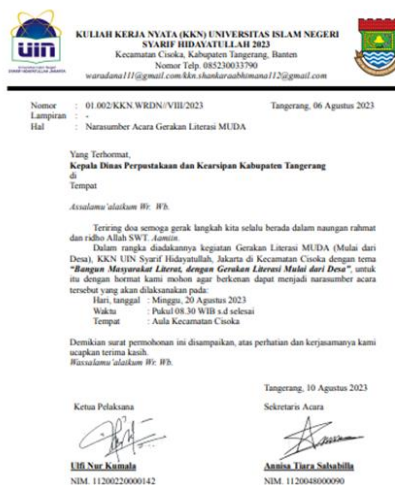 KULIAH KERJA NYATA (KKN) UNIVERSITAS ISLAM NEGERI
SYARIF HIDAYATULLAH 2023
Kecamatan Cisoka, Kabupaten Tangerang, Banten
Nomor Telp. 085230033790
waradana111@gmail.com/kkn.shankaraabhimana112@gmail.com
UIN
Nomor : 01.002/KKN.WRDN//VIII/2023 Tangerang, 06 Agustus 2023
Lampiran : -
Hal : Narasumber Acara Gerakan Literasi MUDA
Yang Terhormat,
Kepala Dinas Perpustakaan dan Kearsipan Kabupaten Tangerang
di
Tempat
Assalamu'alaikum Wr. Wb.
Teriring doa semoga gerak langkah kita selalu berada dalam naungan rahmat
dan ridho Allah SWT. Aamiin.
Dalam rangka diadakannya kegiatan Gerakan Literasi MUDA (Mulai dari
Desa), KKN UIN Syarif Hidayatullah, Jakarta di Kecamatan Cisoka dengan tema
"Bangun Masyarakat Literat, dengan Gerakan Literasi Mulai dari Desa", untuk
itu dengan hormat kami mohon agar berkenan dapat menjadi narasumber acara
tersebut yang akan dilaksanakan pada:
Hari, tanggal : Minggu, 20 Agustus 2023
Waktu : Pukul 08.30 WIB s.d selesai
Tempat : Aula Kecamatan Cisoka
Demikian surat permohonan ini disampaikan, atas perhatian dan kerjasamanya kami
ucapkan terima kasih.
Wassalamu'alaikum Wr. Wb.
Tangerang, 10 Agustus 2023
Ketua Pelaksana Sekretaris Acara
Ulfi Nur Kumala Annisa Tiara Salsabilla
NIM. 11200220000142 NIM. 1120048000090